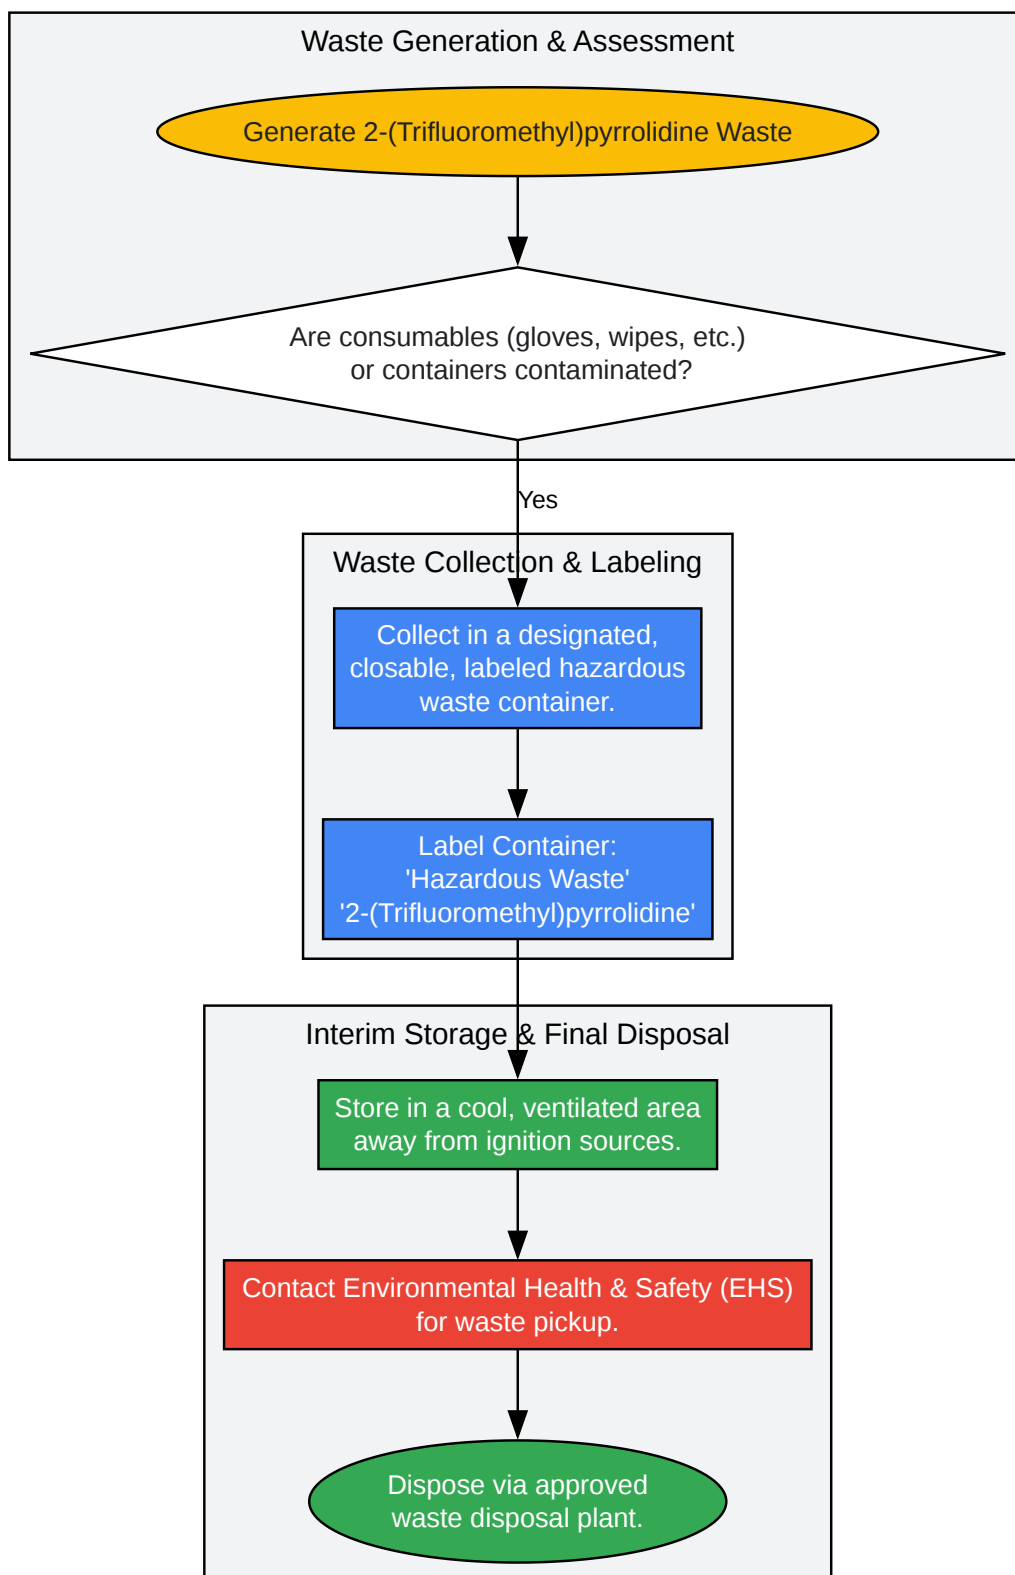 Waste Generation & Assessment
Generate 2-(Trifluoromethyl)pyrrolidine Waste
Are consumables (gloves, wipes, etc.)
or containers contaminated?
Yes
Waste Collection & Labeling
Collect in a designated,
closable, labeled hazardous
waste container.
Label Container:
'Hazardous Waste'
'2-(Trifluoromethyl)pyrrolidine'
Interim Storage & Final Disposal
Store in a cool, ventilated area
away from ignition sources.
Contact Environmental Health & Safety (EHS)
for waste pickup.
Dispose via approved
waste disposal plant.